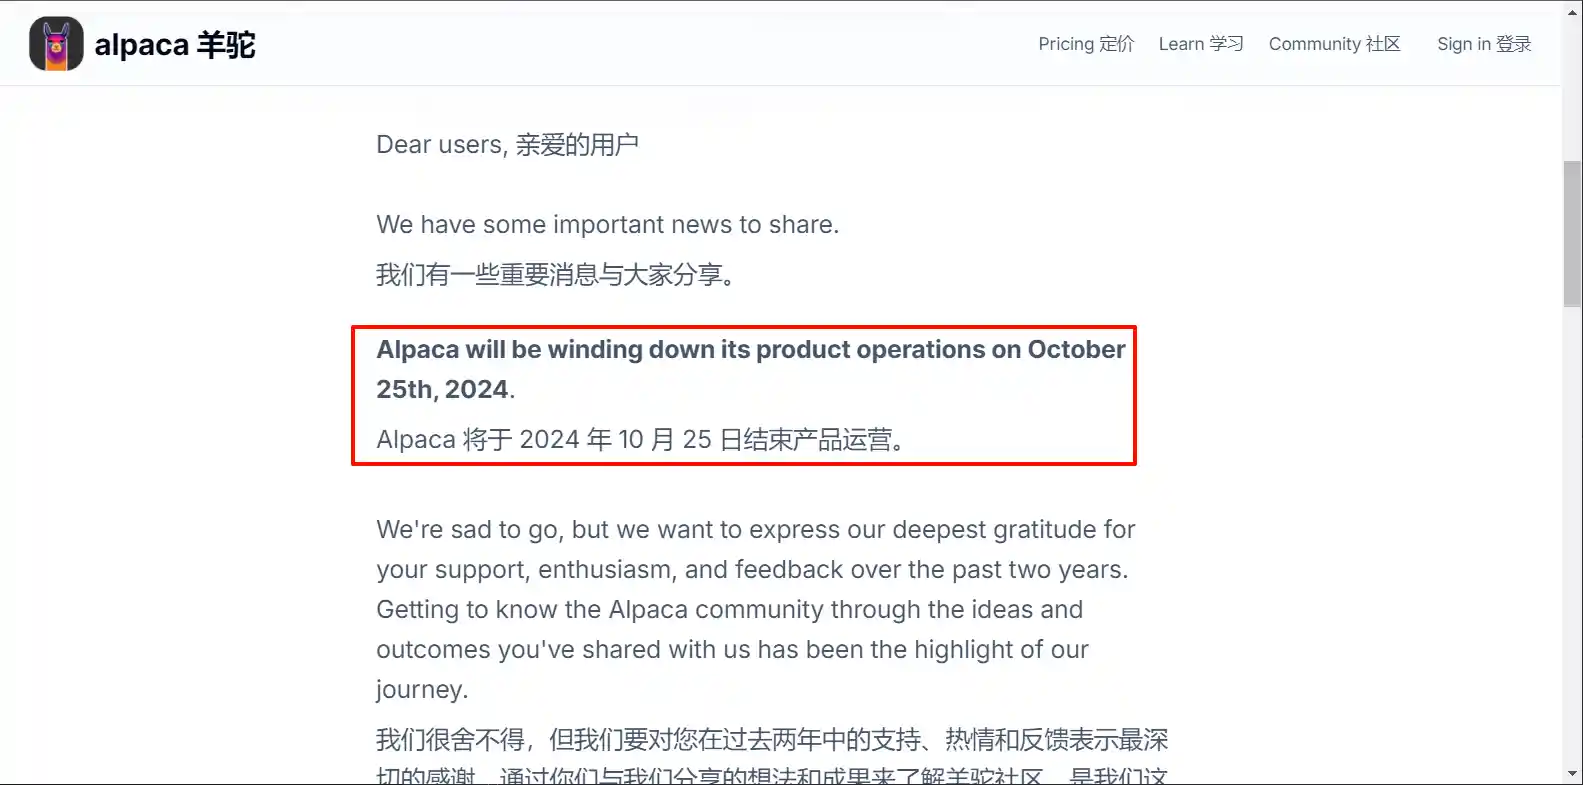 alpaca 羊驼
Pricing 定价 Learn 学习 Community 社区 Sign in 登录
Dear users, 亲爱的用户
We have some important news to share.
我们有一些重要消息与大家分享。
Alpaca will be winding down its product operations on October
25th, 2024.
Alpaca 将于 2024 年 10 月 25 日结束产品运营。
We're sad to go, but we want to express our deepest gratitude for
your support, enthusiasm, and feedback over the past two years.
Getting to know the Alpaca community through the ideas and
outcomes you've shared with us has been the highlight of our
journey.
我们很舍不得，但我们要对您在过去两年中的支持、热情和反馈表示最深
切的感谢。通过你们与我们分享的想法和成果来了解羊驼社区，是我们这